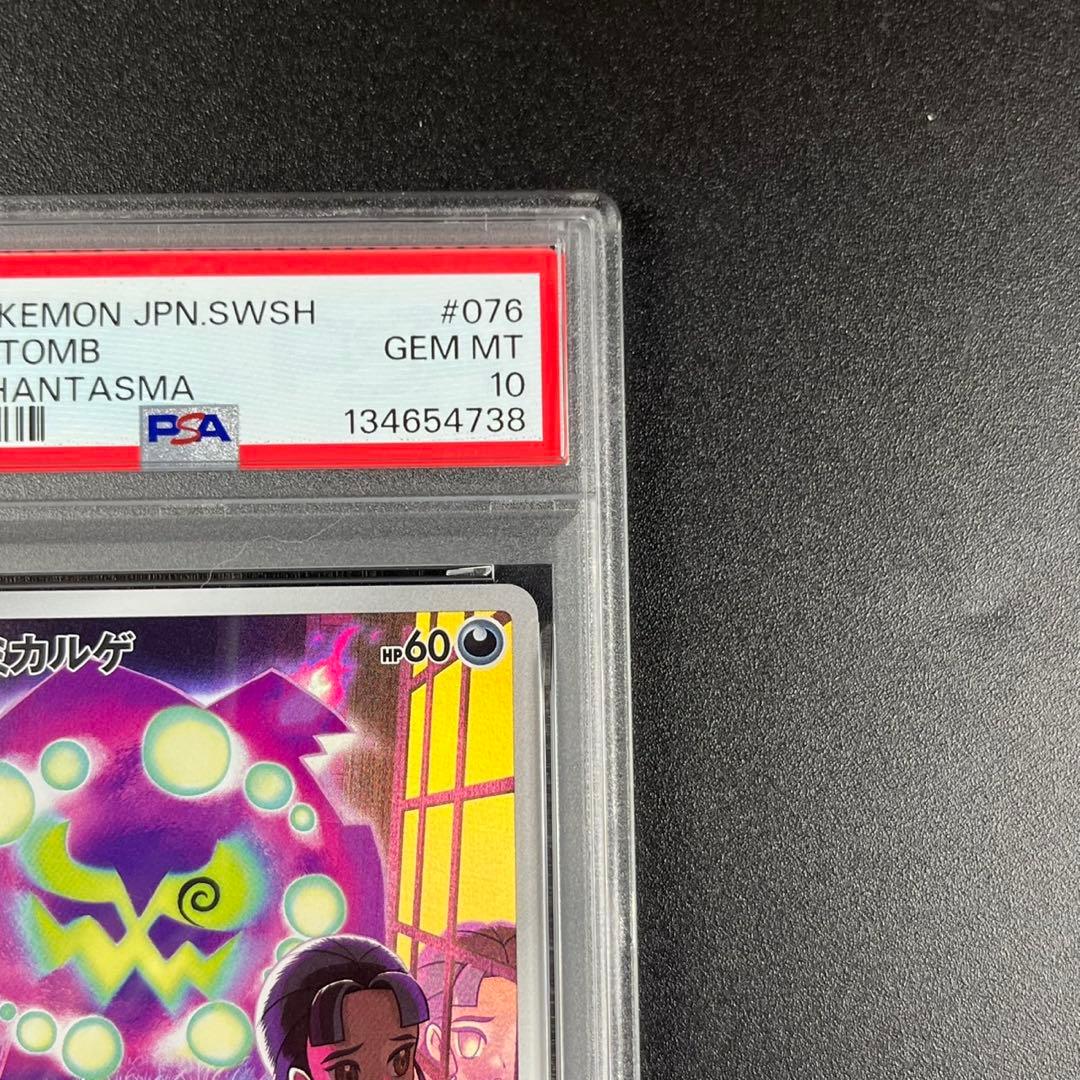 KEMON JPN.SWSH #076
TOMB GEM MT
HANTASMA 10
PSA 134654738
ミカルゲ HP60